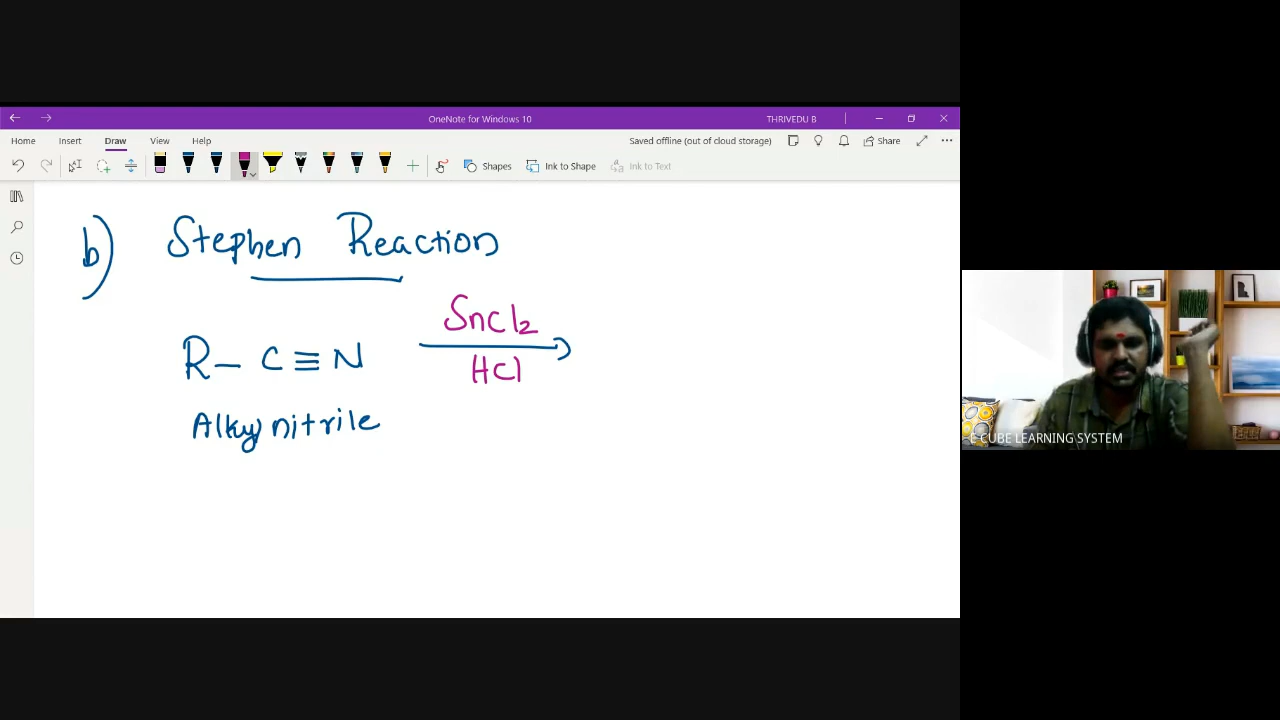 OneNote for Windows 10
THRIVEDU B
Home Insert Draw View Help
Saved offline (out of cloud storage)
Share
Shapes
Ink to Shape
Ink to Text
b) Stephen Reaction
SnCl2
R - C ≡ N
HCl
Alkylnitrile
E CUBE LEARNING SYSTEM